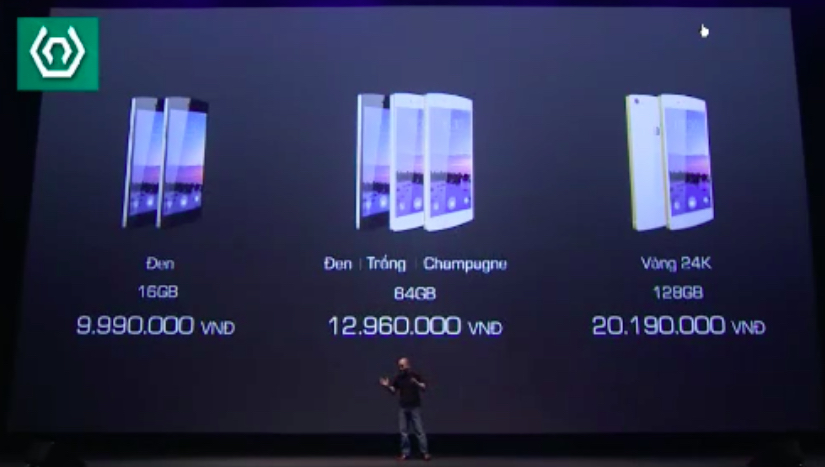 Đen
16GB
9.990.000 VNĐ
Đen | Trắng | Champagne
64GB
12.960.000 VNĐ
Vàng 24K
128GB
20.190.000 VNĐ